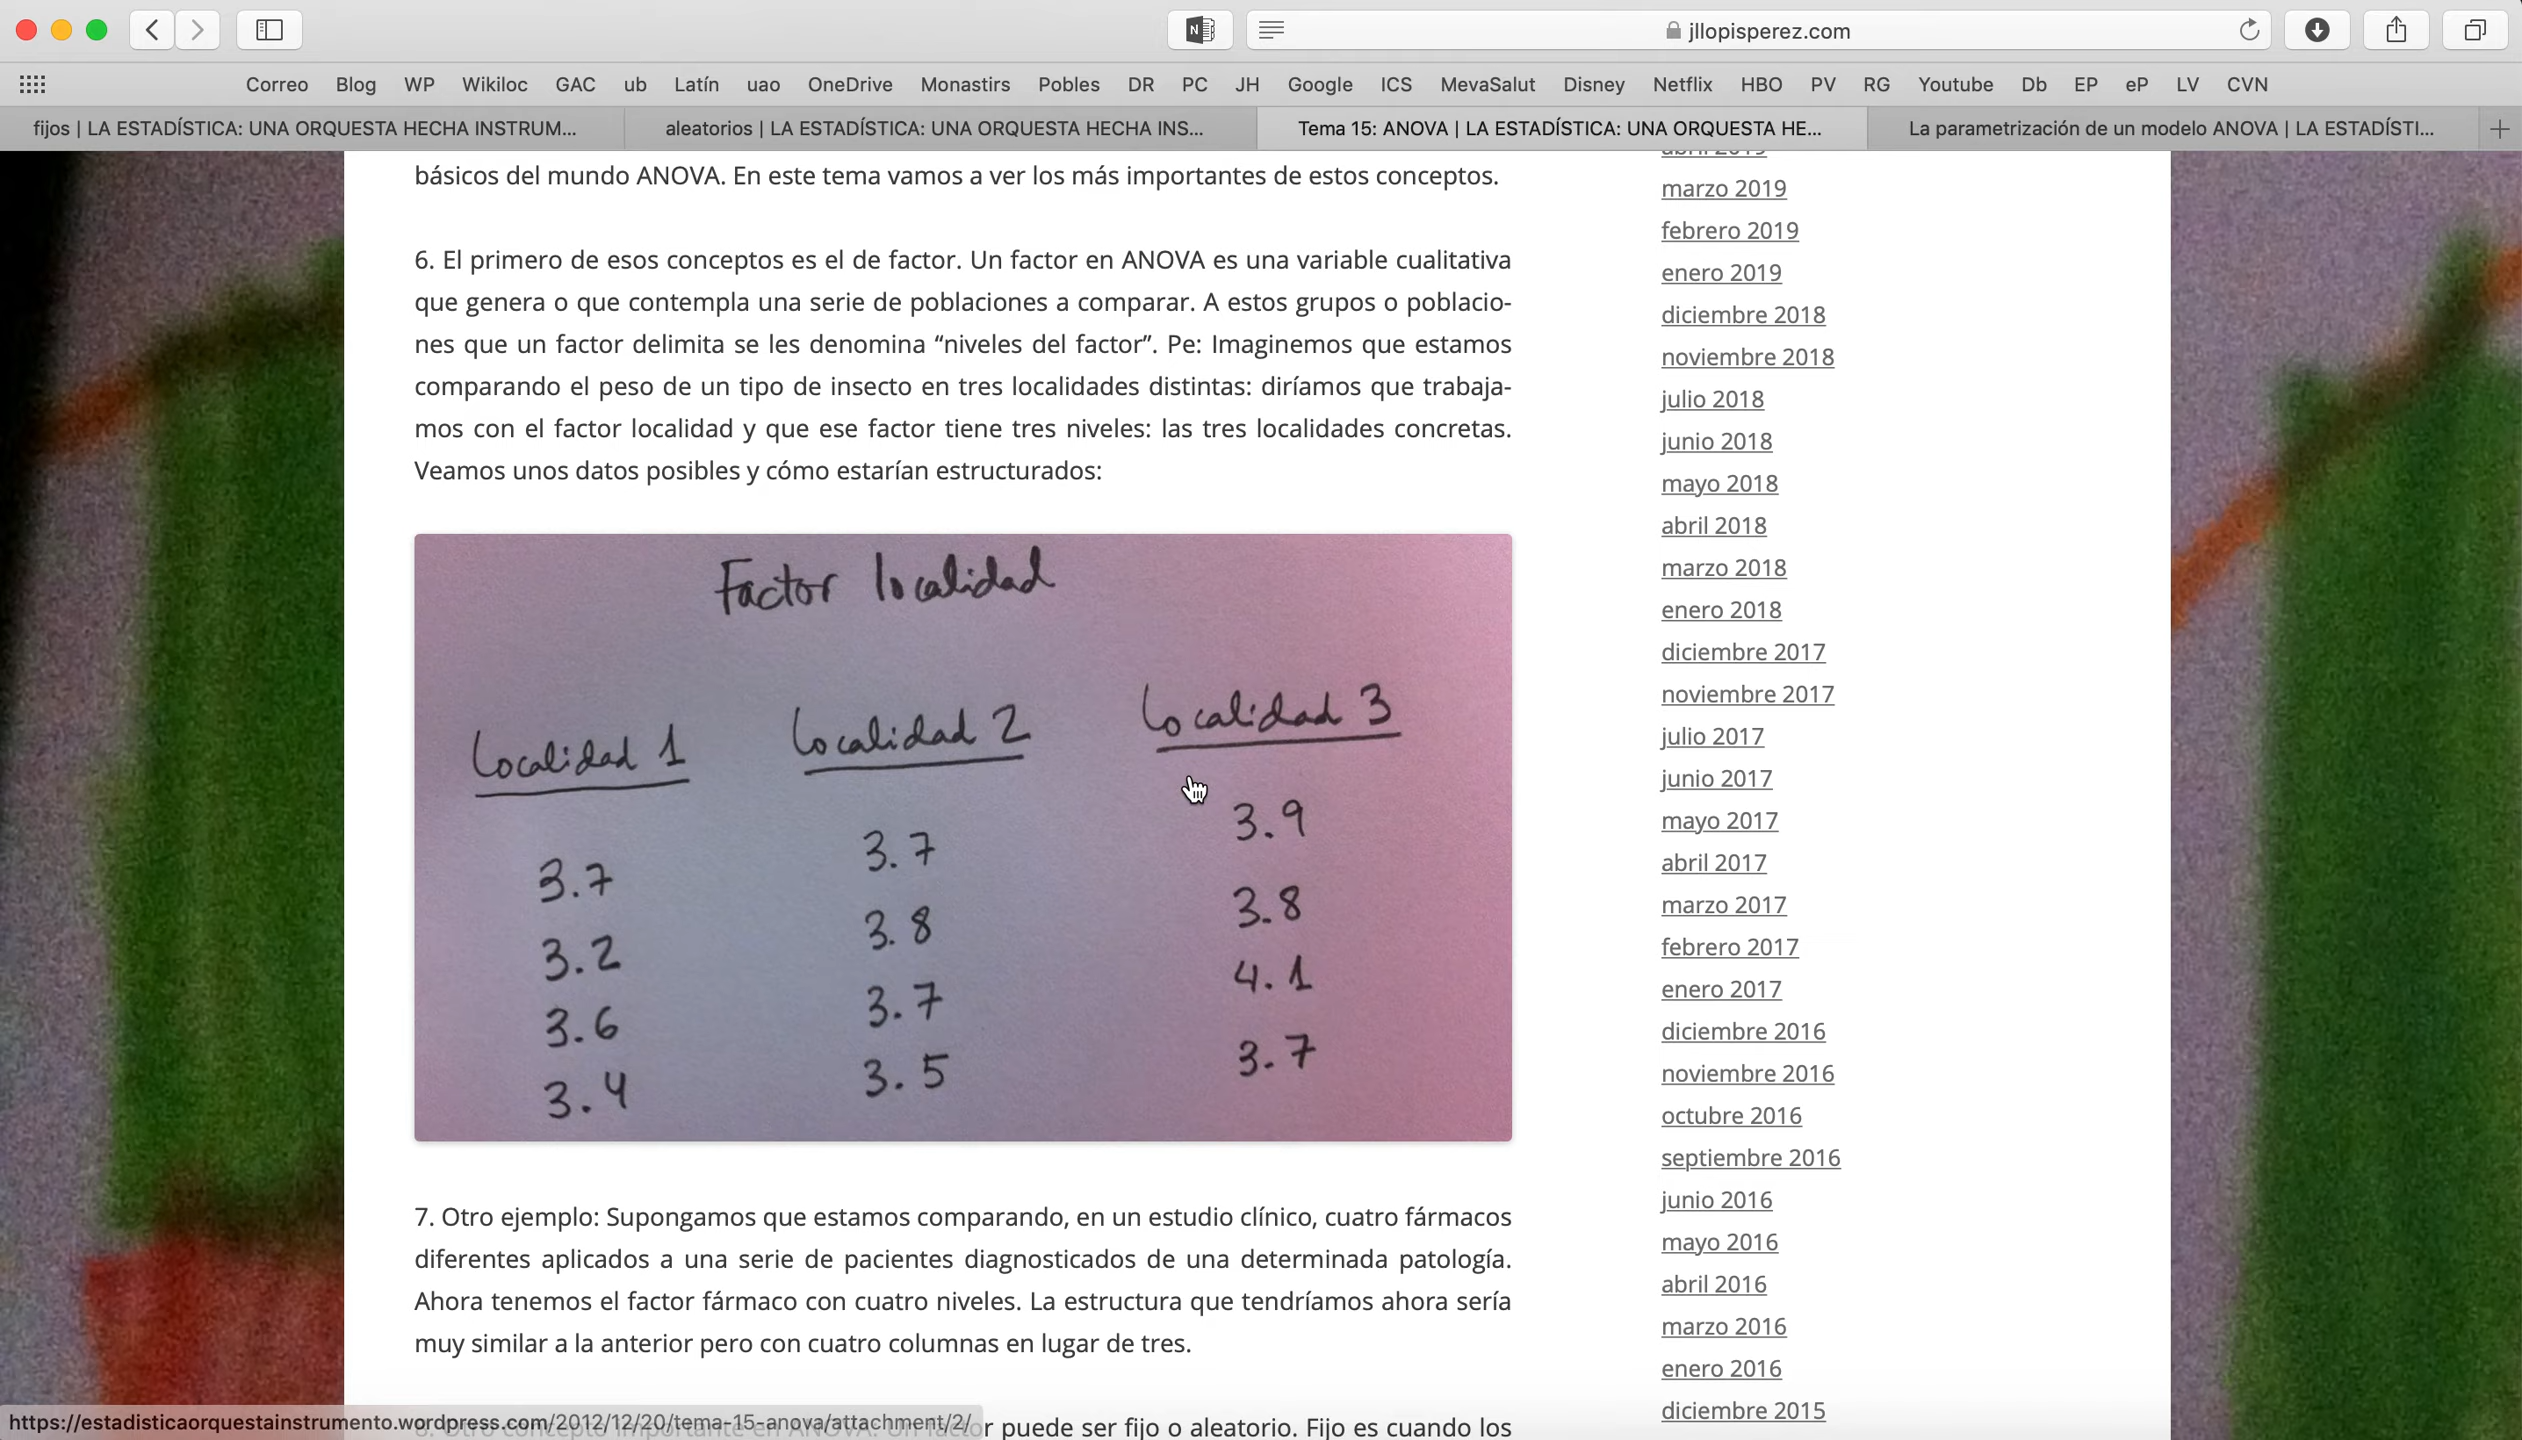 jllopisperez.com
Correo Blog WP Wikiloc GAC ub Latín uao OneDrive Monastirs Pobles DR PC JH Google ICS MevaSalut Disney Netflix HBO PV RG Youtube Db EP eP LV CVN
fijos | LA ESTADÍSTICA: UNA ORQUESTA HECHA INSTRUM...
aleatorios | LA ESTADÍSTICA: UNA ORQUESTA HECHA INS...
Tema 15: ANOVA | LA ESTADÍSTICA: UNA ORQUESTA HE...
La parametrización de un modelo ANOVA | LA ESTADÍSTI...
básicos del mundo ANOVA. En este tema vamos a ver los más importantes de estos conceptos.
6. El primero de esos conceptos es el de factor. Un factor en ANOVA es una variable cualitativa
que genera o que contempla una serie de poblaciones a comparar. A estos grupos o poblacio-
nes que un factor delimita se les denomina “niveles del factor”. Pe: Imaginemos que estamos
comparando el peso de un tipo de insecto en tres localidades distintas: diríamos que trabaja-
mos con el factor localidad y que ese factor tiene tres niveles: las tres localidades concretas.
Veamos unos datos posibles y cómo estarían estructurados:
Factor localidad
Localidad 1 Localidad 2 Localidad 3
3.7 3.7 3.9
3.2 3.8 3.8
3.6 3.7 4.1
3.4 3.5 3.7
7. Otro ejemplo: Supongamos que estamos comparando, en un estudio clínico, cuatro fármacos
diferentes aplicados a una serie de pacientes diagnosticados de una determinada patología.
Ahora tenemos el factor fármaco con cuatro niveles. La estructura que tendríamos ahora sería
muy similar a la anterior pero con cuatro columnas en lugar de tres.
8. Otro concepto importante en ANOVA: Un factor puede ser fijo o aleatorio. Fijo es cuando los
https://estadisticaorquestainstrumento.wordpress.com/2012/12/20/tema-15-anova/attachment/2/
abril 2019
marzo 2019
febrero 2019
enero 2019
diciembre 2018
noviembre 2018
julio 2018
junio 2018
mayo 2018
abril 2018
marzo 2018
enero 2018
diciembre 2017
noviembre 2017
julio 2017
junio 2017
mayo 2017
abril 2017
marzo 2017
febrero 2017
enero 2017
diciembre 2016
noviembre 2016
octubre 2016
septiembre 2016
junio 2016
mayo 2016
abril 2016
marzo 2016
enero 2016
diciembre 2015